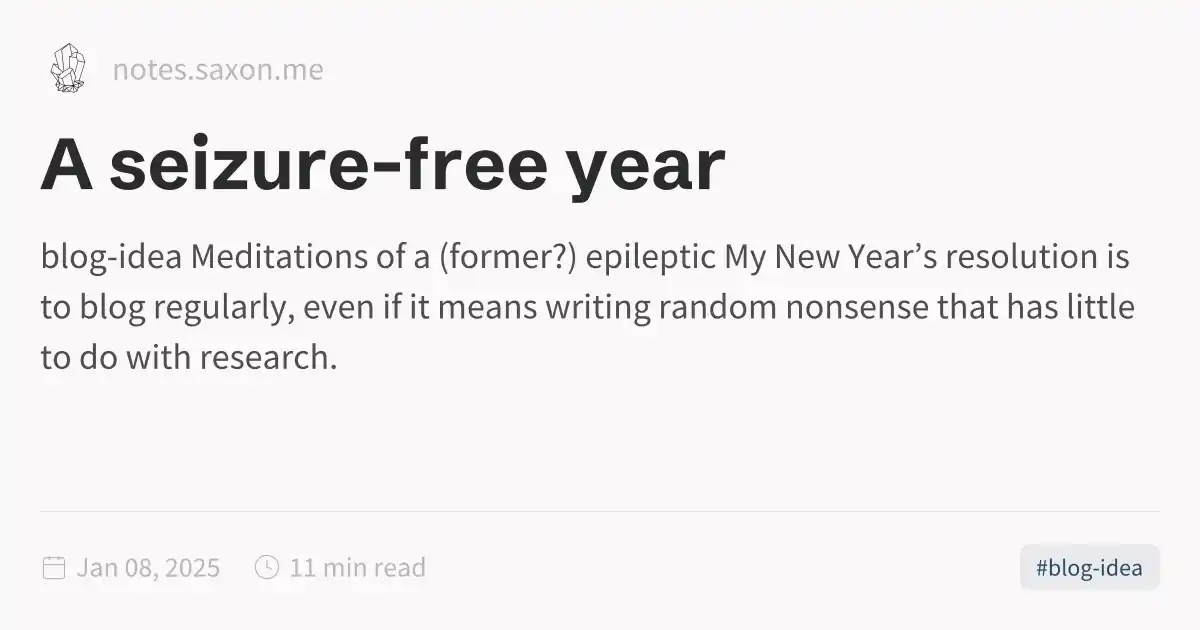 notes.saxon.me
A seizure-free year
blog-idea Meditations of a (former?) epileptic My New Year’s resolution is
to blog regularly, even if it means writing random nonsense that has little
to do with research.
Jan 08, 2025 11 min read #blog-idea